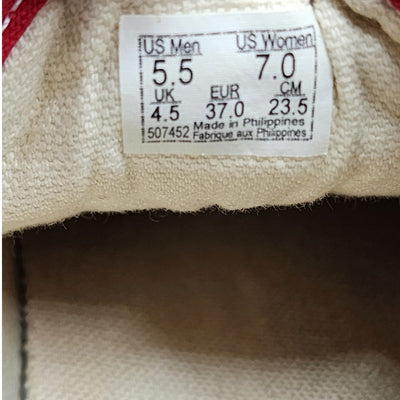 US Men US Women
5.5 7.0
UK EUR CM
4.5 37.0 23.5
Made in Philippines
507452 Fabrique aux Philippines